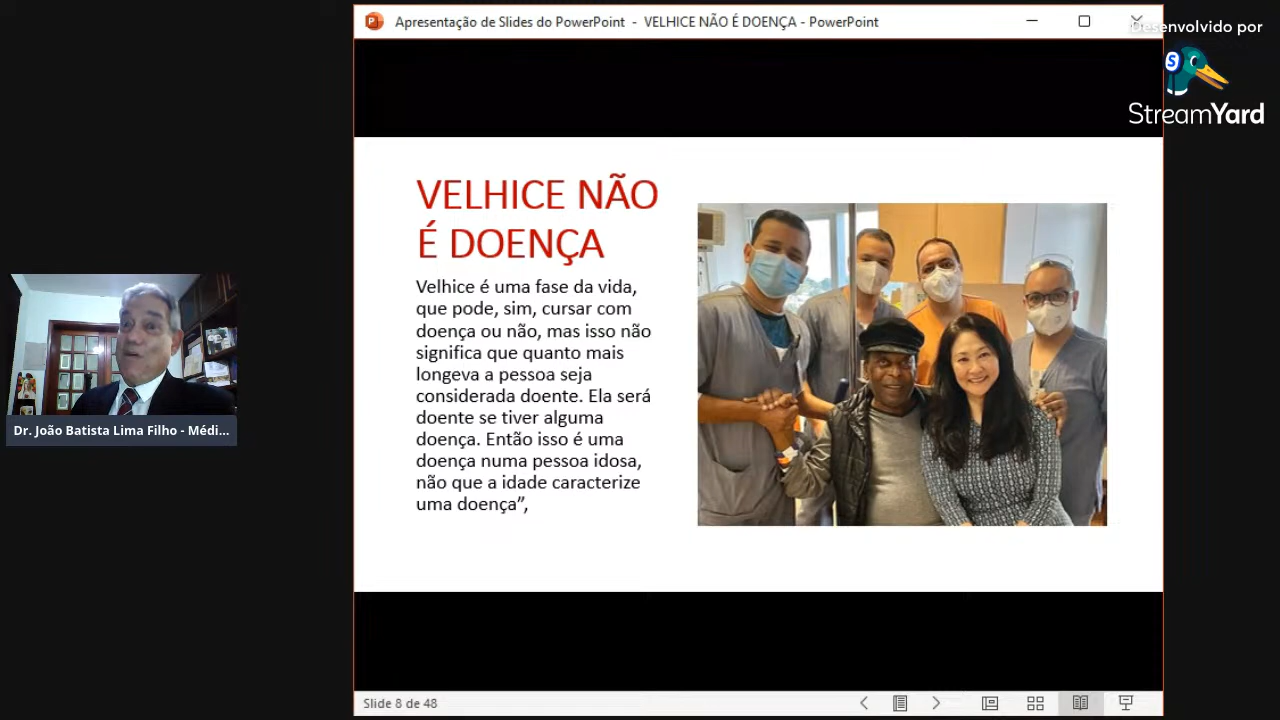 Apresentação de Slides do PowerPoint - VELHICE NÃO É DOENÇA - PowerPoint
Desenvolvido por
S
StreamYard
VELHICE NÃO
É DOENÇA
Velhice é uma fase da vida,
que pode, sim, cursar com
doença ou não, mas isso não
significa que quanto mais
longeva a pessoa seja
considerada doente. Ela será
doente se tiver alguma
doença. Então isso é uma
doença numa pessoa idosa,
não que a idade caracterize
uma doença”,
Dr. João Batista Lima Filho - Médi...
Slide 8 de 48